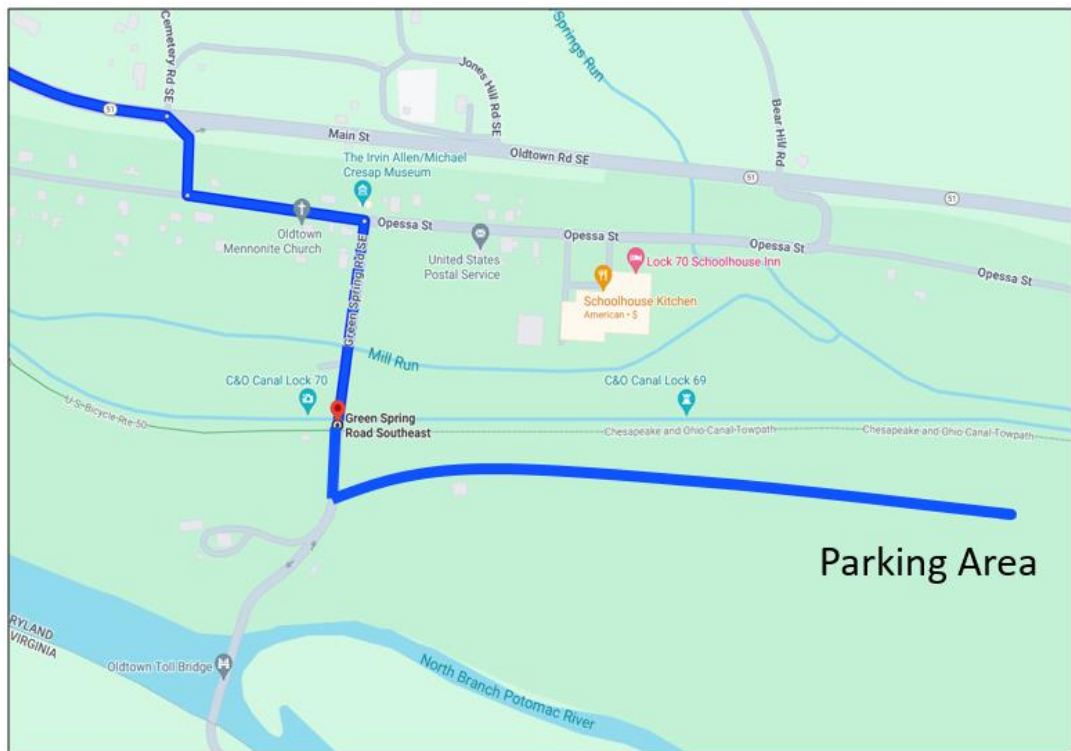 Cemetery Rd SE
Springs Run
Jones Hill Rd SE
Bear Hill Rd
51
Main St
Oldtown Rd SE
51
51
The Irvin Allen/Michael
Cresap Museum
Opessa St
Opessa St
Opessa St
Opessa St
Oldtown
Mennonite Church
United States
Postal Service
Lock 70 Schoolhouse Inn
Schoolhouse Kitchen
American • $
Green Spring Rd SE
Mill Run
C&O Canal Lock 70
C&O Canal Lock 69
U.S. Bicycle Rte 50
Green Spring
Road Southeast
Chesapeake and Ohio Canal Towpath
Chesapeake and Ohio Canal Towpath
Parking Area
RYLAND
VIRGINIA
Oldtown Toll Bridge
North Branch Potomac River